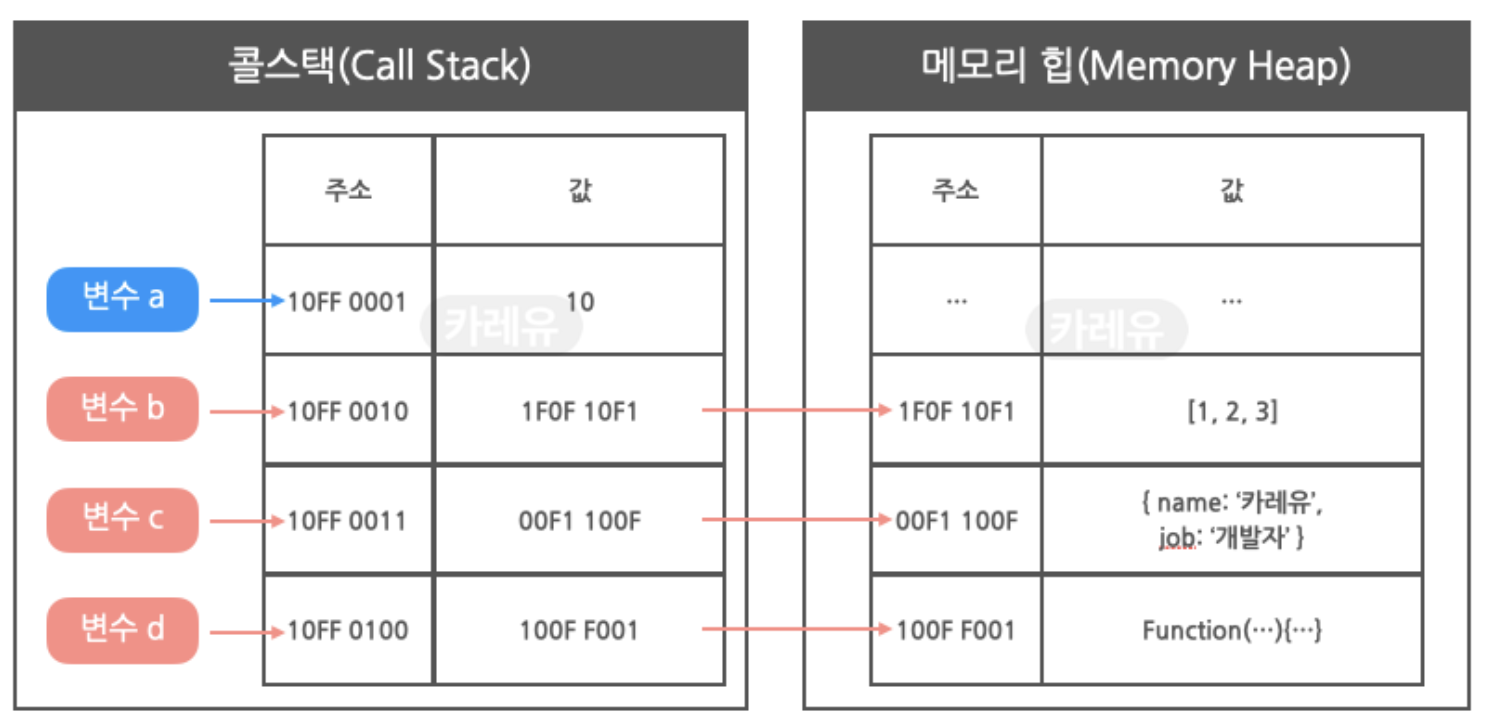 콜스택(Call Stack)
주소 값
변수 a 10FF 0001 10
카레유
변수 b 10FF 0010 1F0F 10F1
변수 c 10FF 0011 00F1 100F
변수 d 10FF 0100 100F F001
메모리 힙(Memory Heap)
주소 값
... ...
카레유
1F0F 10F1 [1, 2, 3]
00F1 100F { name: ‘카레유’,
job: ‘개발자’ }
100F F001 Function(...){...}